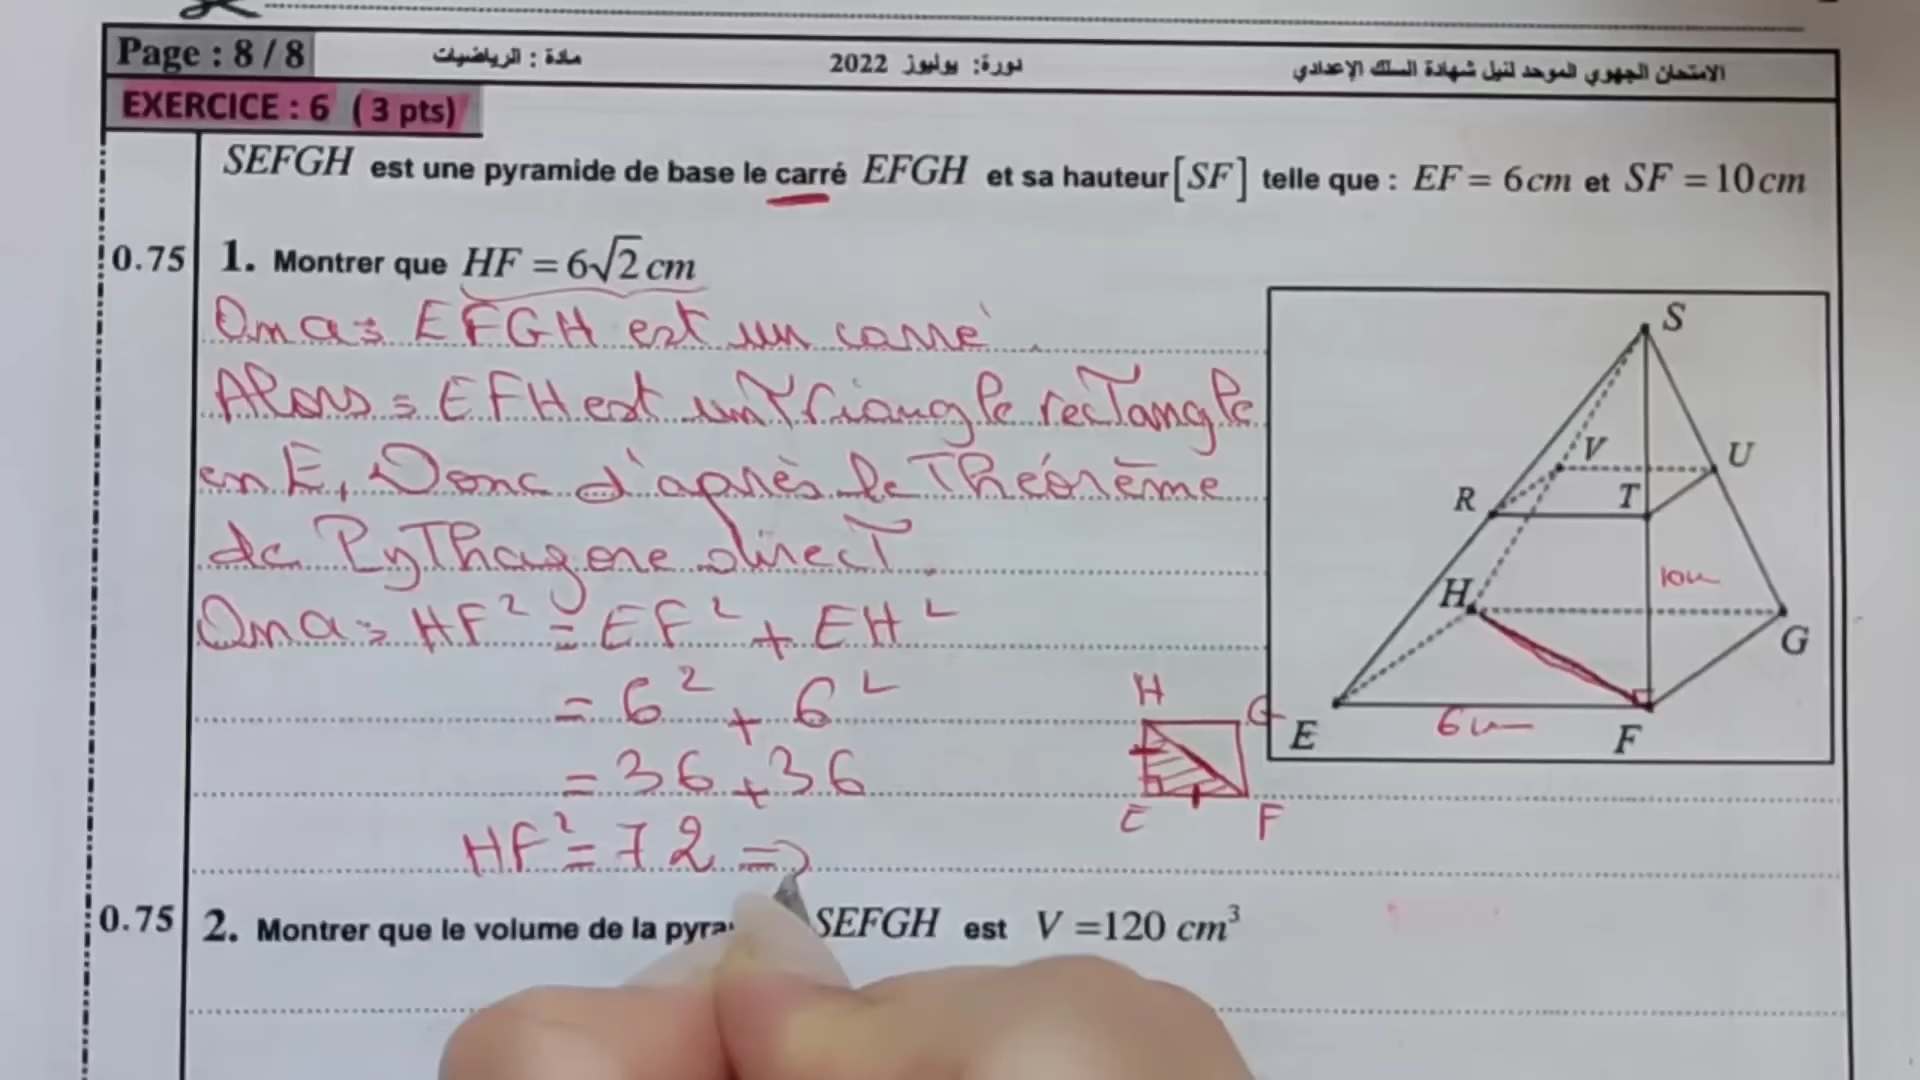 Page : 8 / 8
مادة : الرياضيات
دورة: يوليوز 2022
الامتحان الجهوي الموحد لنيل شهادة السلك الإعدادي
EXERCICE : 6 ( 3 pts)
SEFGH est une pyramide de base le carré EFGH et sa hauteur [SF] telle que : EF = 6cm et SF = 10cm
0.75 1. Montrer que HF = 6√2 cm
On a : EFGH est un carré.
Alors : EFH est un Triangle recTangle
en E, Donc d'après le Théorème
de PyThagore direcT.
On a : HF² = EF² + EH²
= 6² + 6²
= 36 + 36
HF² = 72 =>
H G
E F
S
V U
R T
H 10cm
G
E 6cm F
0.75 2. Montrer que le volume de la SEFGH est V = 120 cm³